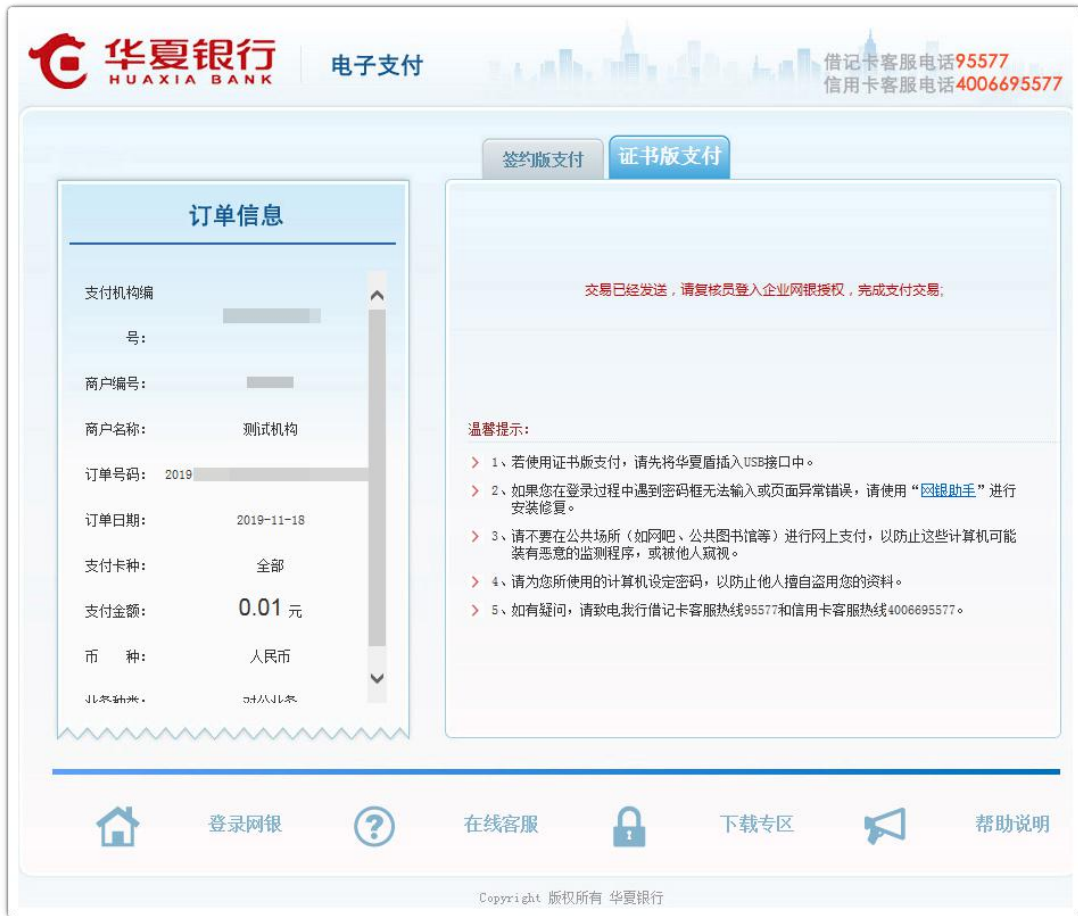 华夏银行
HUAXIA BANK
电子支付
借记卡客服电话95577
信用卡客服电话4006695577
签约版支付
证书版支付
订单信息
支付机构编
号:
商户编号:
商户名称: 测试机构
订单号码: 2019
订单日期: 2019-11-18
支付卡种: 全部
支付金额: 0.01 元
币 种: 人民币
交易已经发送，请复核员登入企业网银授权，完成支付交易;
温馨提示:
1、若使用证书版支付，请先将华夏盾插入USB接口中。
2、如果您在登录过程中遇到密码框无法输入或页面异常错误，请使用“网银助手”进行
安装修复。
3、请不要在公共场所（如网吧、公共图书馆等）进行网上支付，以防止这些计算机可能
装有恶意的监测程序，或被他人窥视。
4、请为您所使用的计算机设定密码，以防止他人擅自盗用您的资料。
5、如有疑问，请致电我行借记卡客服热线95577和信用卡客服热线4006695577。
登录网银
在线客服
下载专区
帮助说明
Copyright 版权所有 华夏银行